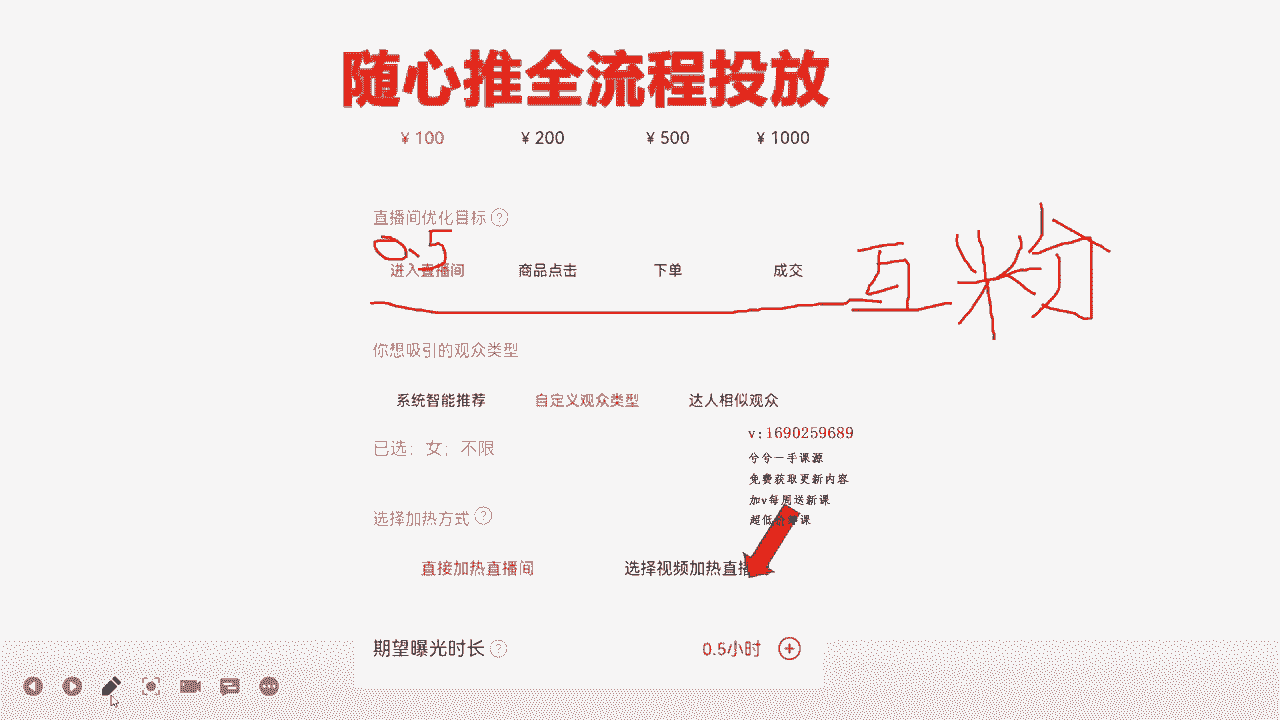 随心推全流程投放
¥ 100 ¥ 200 ¥ 500 ¥ 1000
直播间优化目标 ?
0.5
进入直播间 商品点击 下单 成交
互粉
你想吸引的观众类型
系统智能推荐 自定义观众类型 达人相似观众
已选：女；不限
v:1690259689
兮兮一手课源
免费获取更新内容
加v每周送新课
超低 课
选择加热方式 ?
直接加热直播间 选择视频加热直播
期望曝光时长 ? 0.5小时